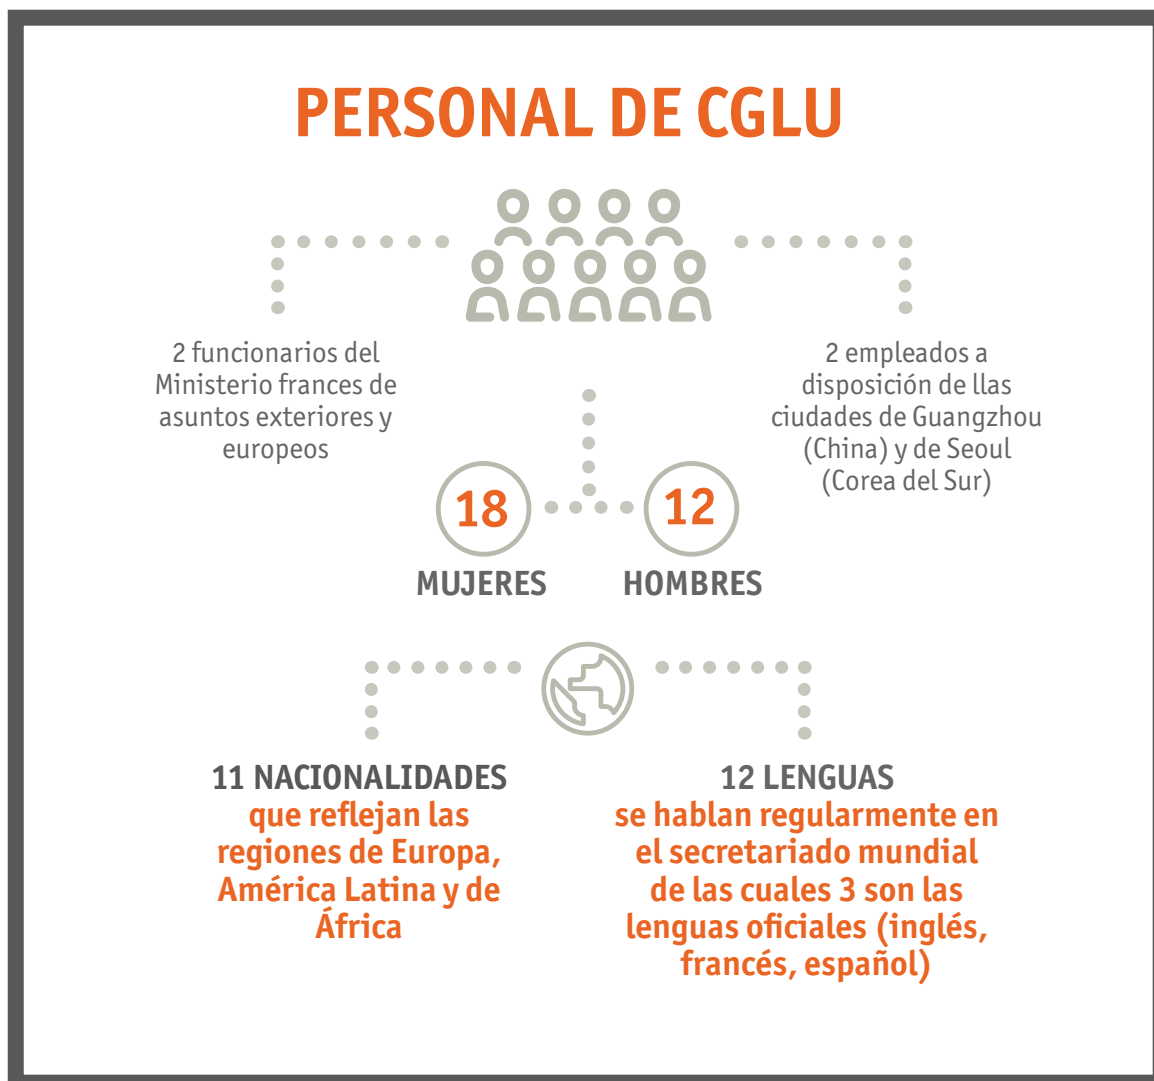 PERSONAL DE CGLU
2 funcionarios del
Ministerio frances de
asuntos exteriores y
europeos
2 empleados a
disposición de llas
ciudades de Guangzhou
(China) y de Seoul
(Corea del Sur)
18
MUJERES
12
HOMBRES
11 NACIONALIDADES
que reflejan las
regiones de Europa,
América Latina y de
África
12 LENGUAS
se hablan regularmente en
el secretariado mundial
de las cuales 3 son las
lenguas oficiales (inglés,
francés, español)